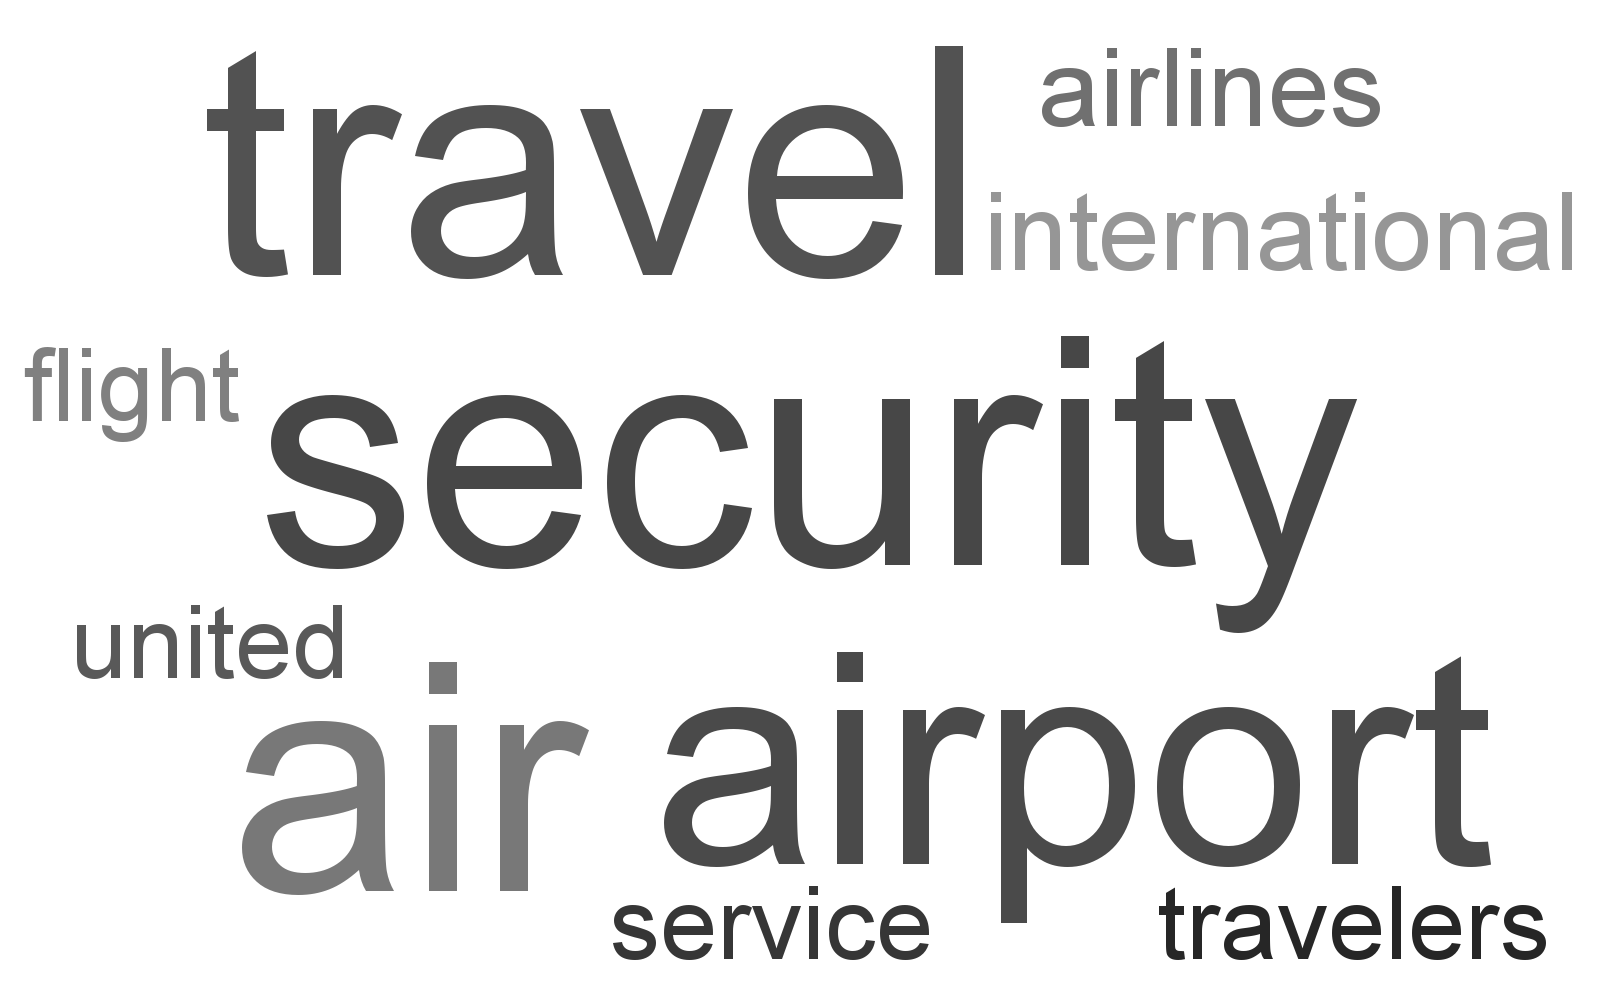 travel airlines
international
flight security
united
air airport
service travelers